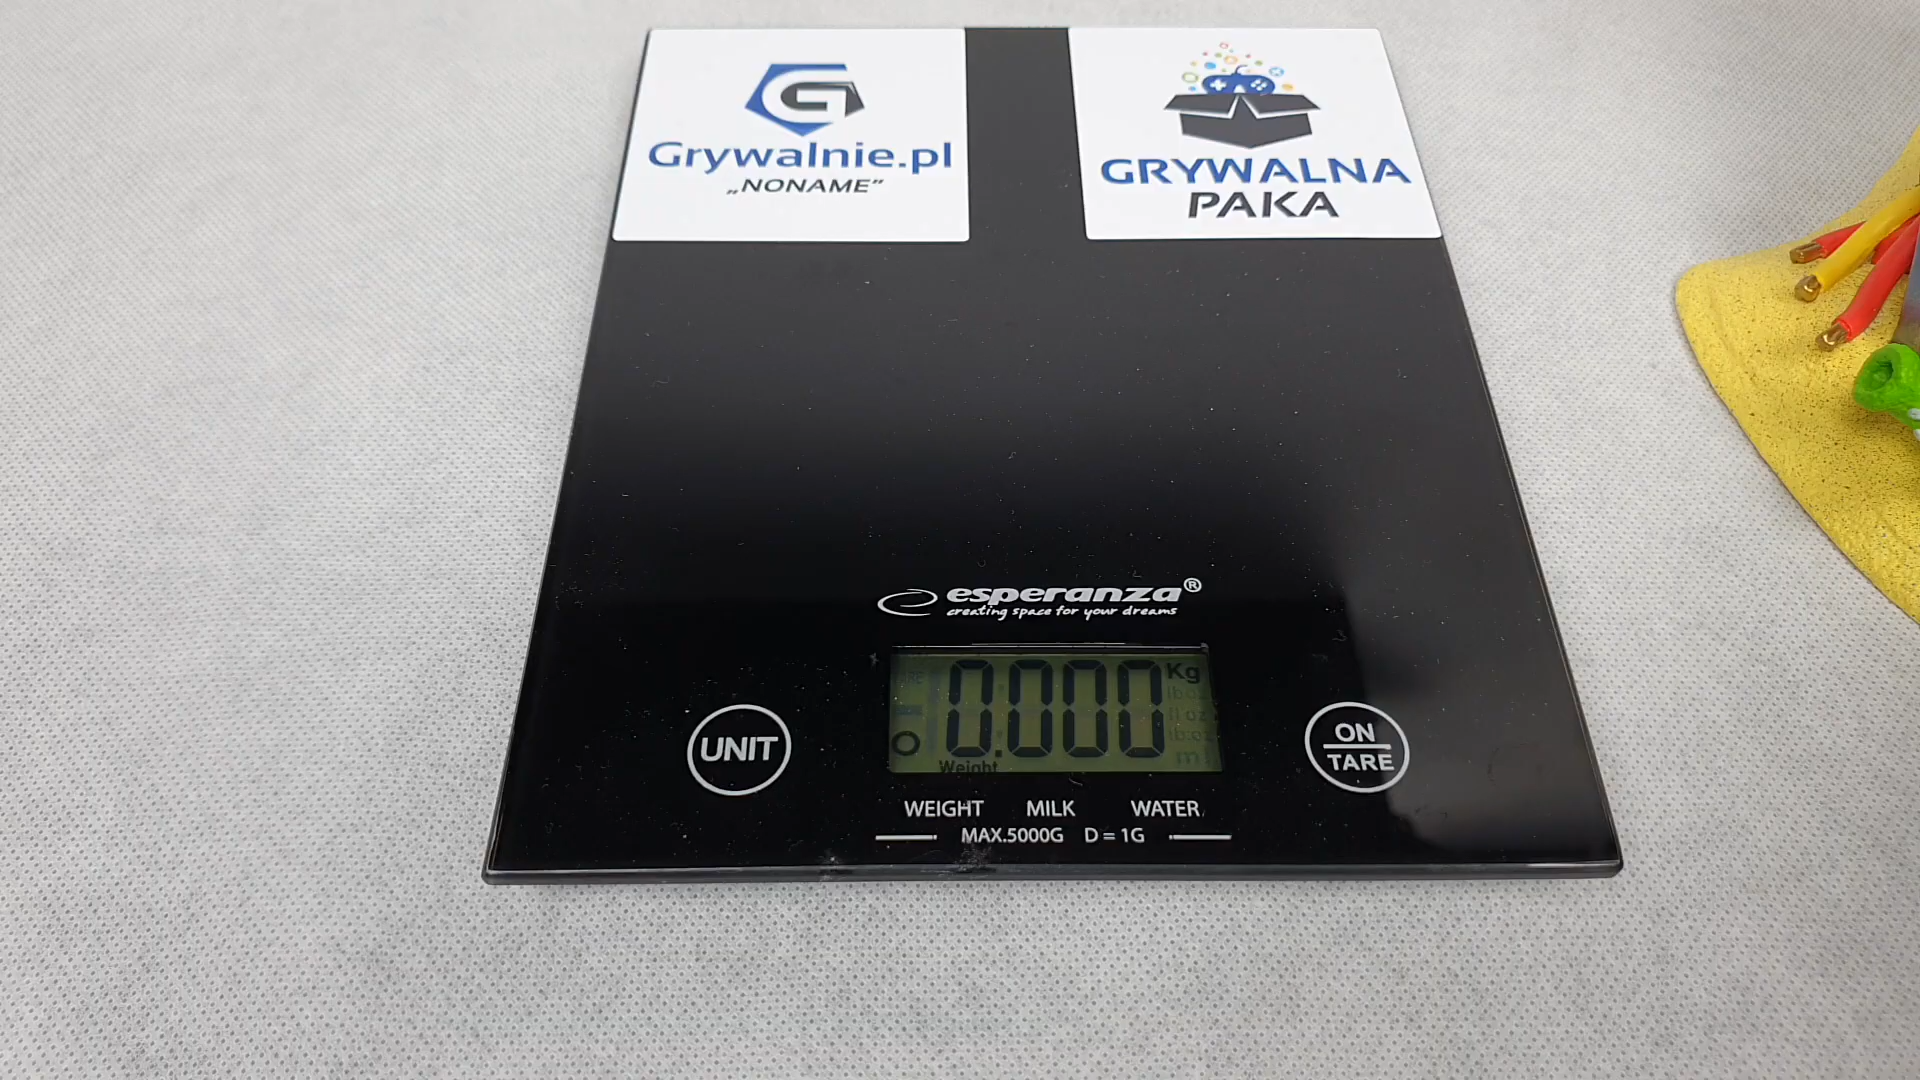 Grywalnie.pl
„NONAME”
GRYWALNA
PAKA
esperanza®
creating space for your dreams
0.000 Kg
Weight
UNIT
ON
TARE
WEIGHT MILK WATER
MAX.5000G D = 1G